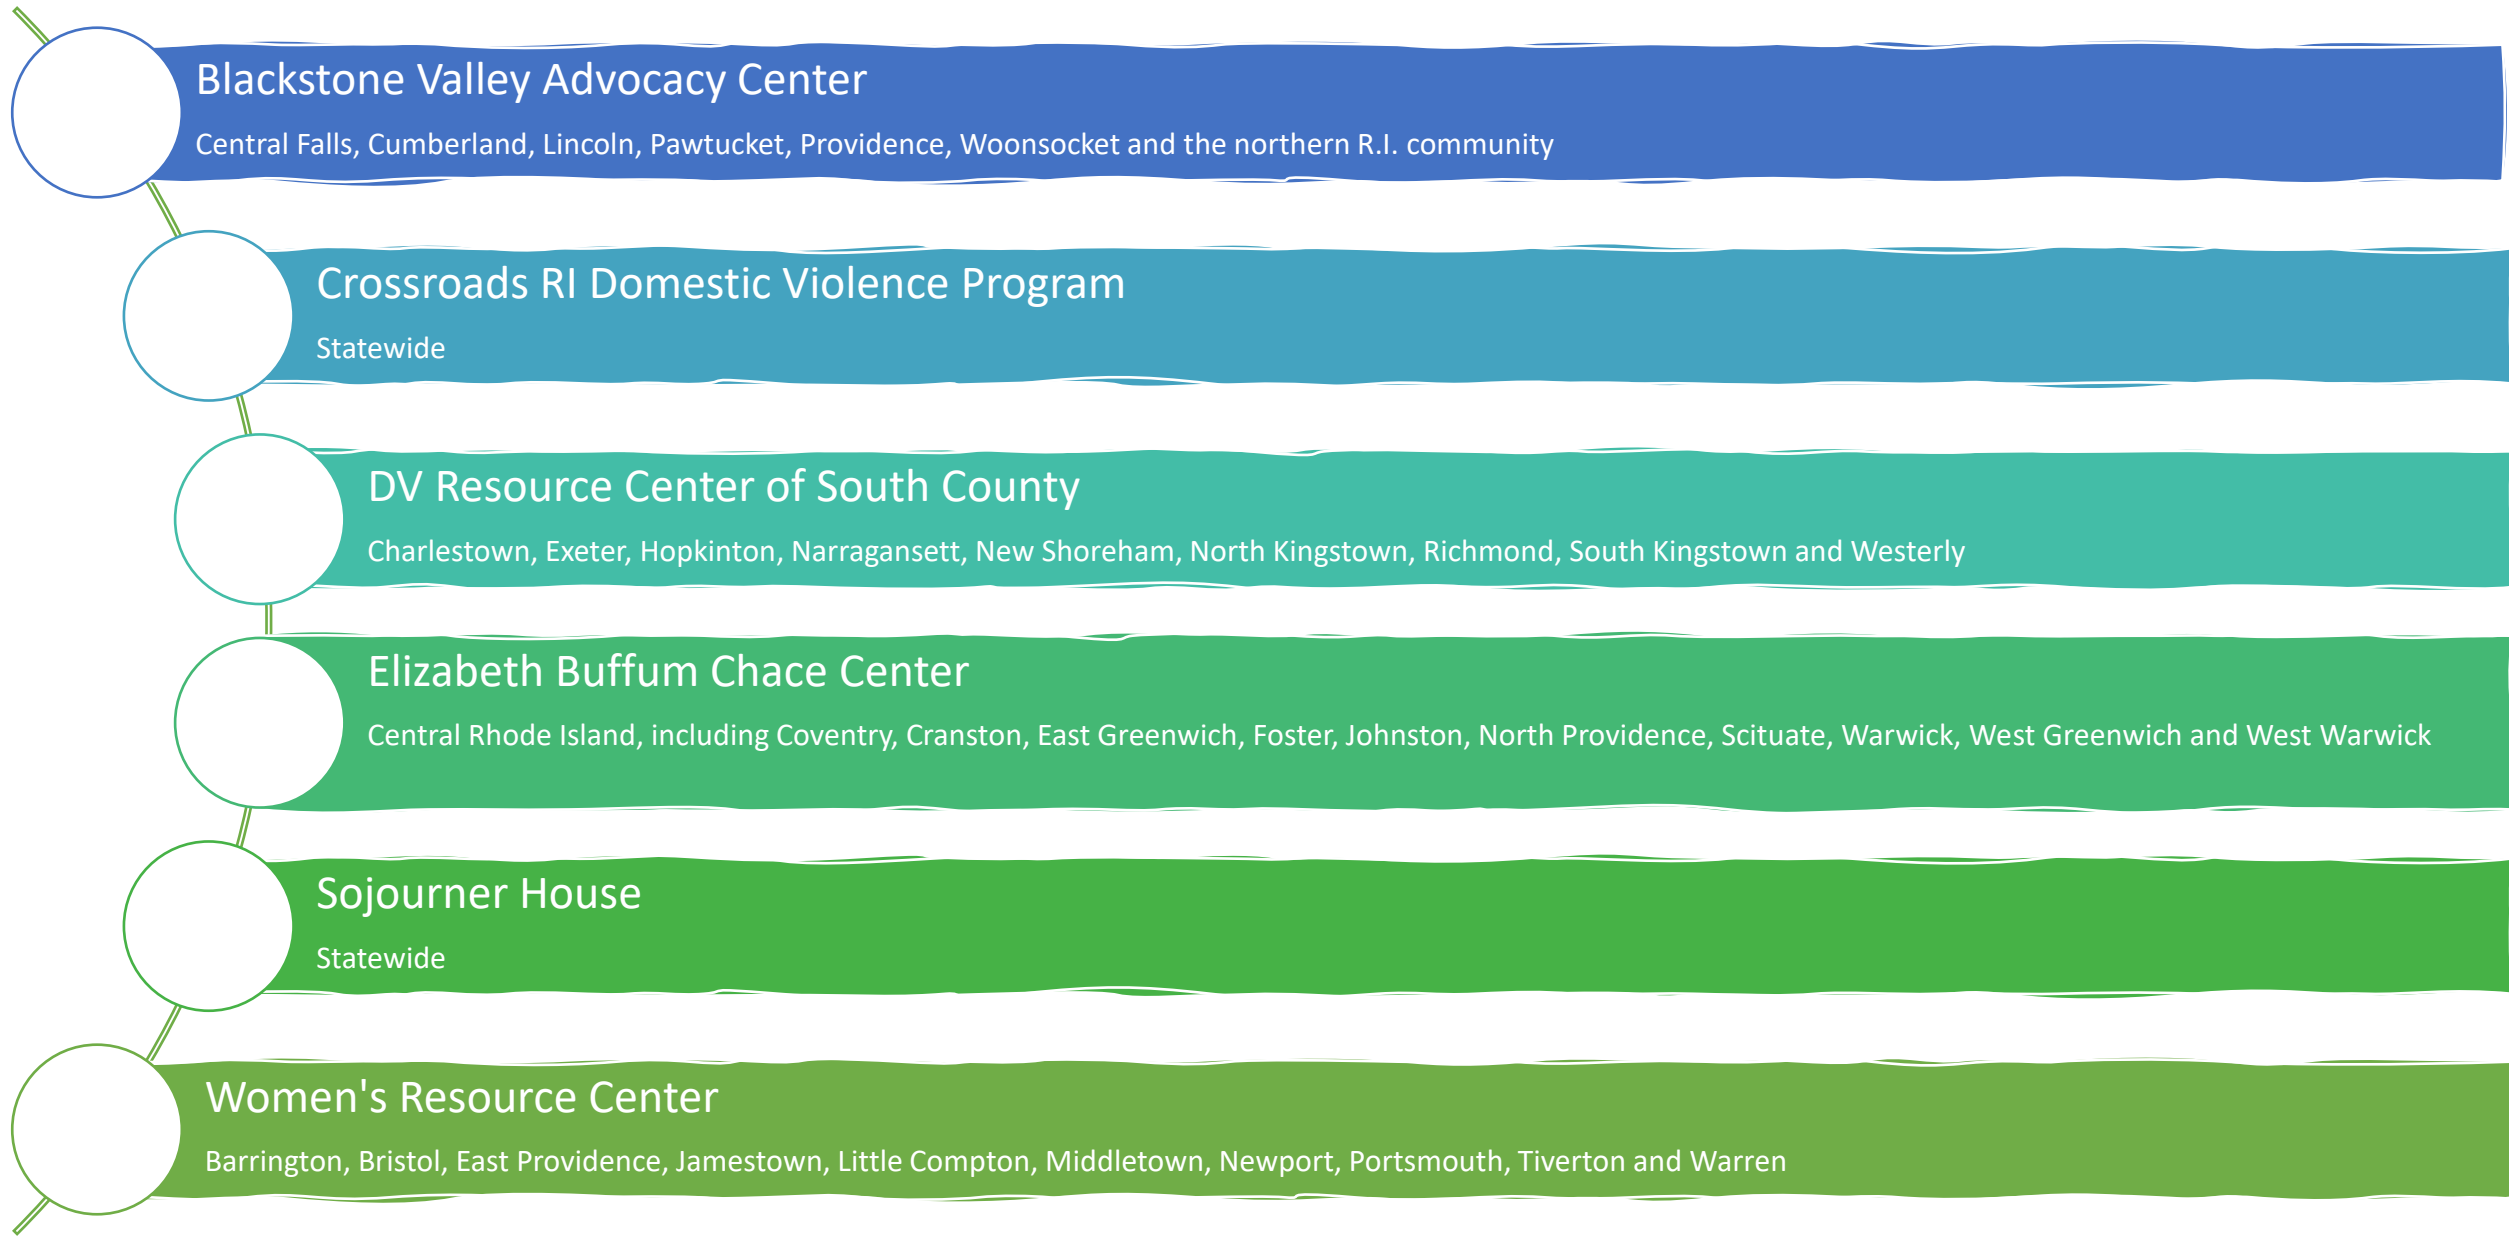 Blackstone Valley Advocacy Center
Central Falls, Cumberland, Lincoln, Pawtucket, Providence, Woonsocket and the northern R.I. community
Crossroads RI Domestic Violence Program
Statewide
DV Resource Center of South County
Charlestown, Exeter, Hopkinton, Narragansett, New Shoreham, North Kingstown, Richmond, South Kingstown and Westerly
Elizabeth Buffum Chace Center
Central Rhode Island, including Coventry, Cranston, East Greenwich, Foster, Johnston, North Providence, Scituate, Warwick, West Greenwich and West Warwick
Sojourner House
Statewide
Women's Resource Center
Barrington, Bristol, East Providence, Jamestown, Little Compton, Middletown, Newport, Portsmouth, Tiverton and Warren